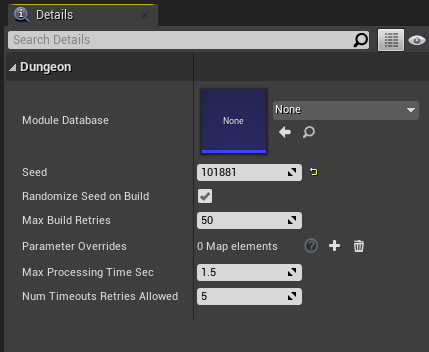 Details
Search Details
Dungeon
Module Database
None
None
Seed
101881
Randomize Seed on Build
Max Build Retries
50
Parameter Overrides
0 Map elements
Max Processing Time Sec
1.5
Num Timeouts Retries Allowed
5